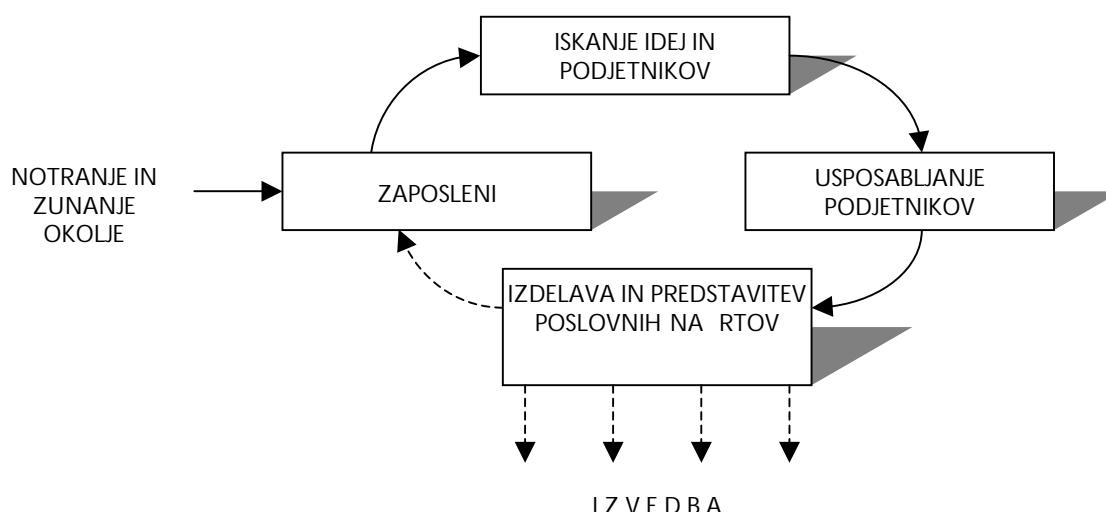 ISKANJE IDEJ IN
PODJETNIKOV
NOTRANJE IN
ZUNANJE
OKOLJE
ZAPOSLENI
USPOSABLJANJE
PODJETNIKOV
IZDELAVA IN PREDSTAVITEV
POSLOVNIH NA RTOV
I Z V E D B A